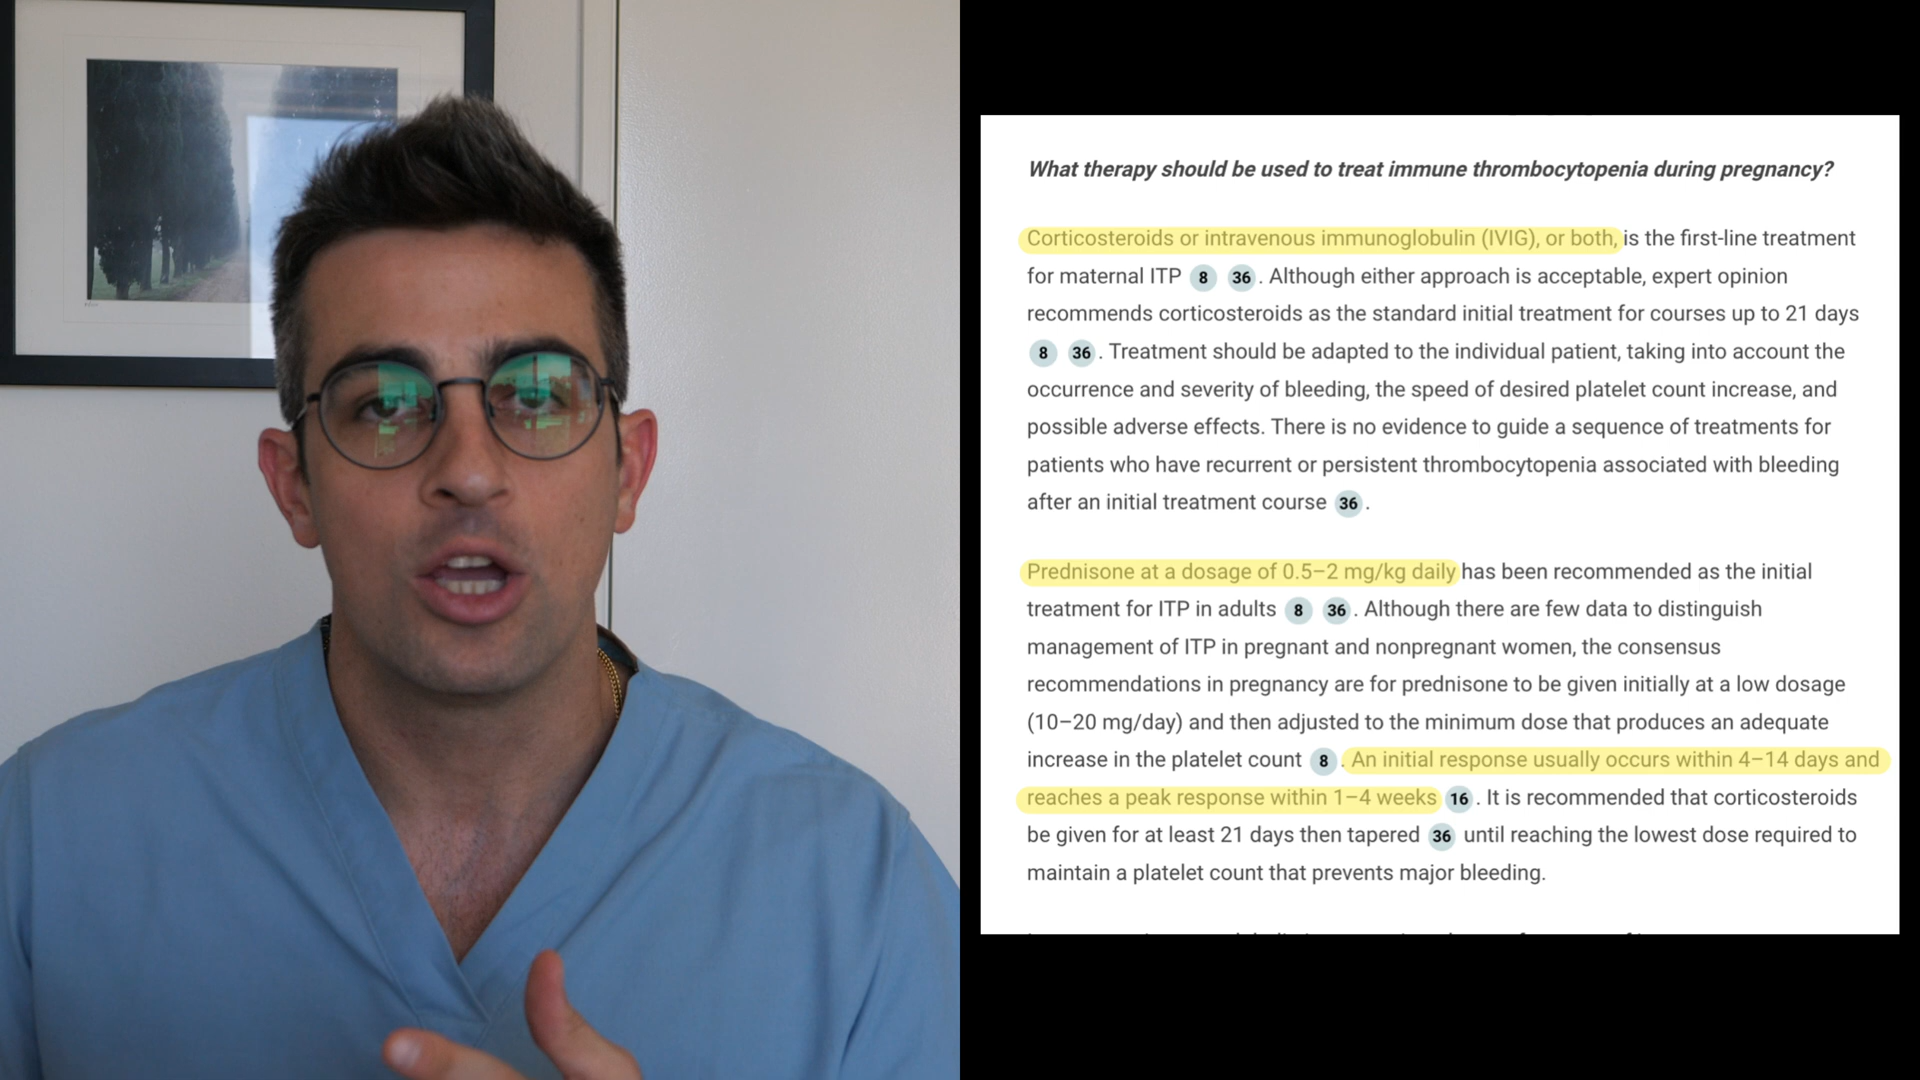 What therapy should be used to treat immune thrombocytopenia during pregnancy?
Corticosteroids or intravenous immunoglobulin (IVIG), or both, is the first-line treatment
for maternal ITP 8 36 . Although either approach is acceptable, expert opinion
recommends corticosteroids as the standard initial treatment for courses up to 21 days
8 36 . Treatment should be adapted to the individual patient, taking into account the
occurrence and severity of bleeding, the speed of desired platelet count increase, and
possible adverse effects. There is no evidence to guide a sequence of treatments for
patients who have recurrent or persistent thrombocytopenia associated with bleeding
after an initial treatment course 36 .
Prednisone at a dosage of 0.5–2 mg/kg daily has been recommended as the initial
treatment for ITP in adults 8 36 . Although there are few data to distinguish
management of ITP in pregnant and nonpregnant women, the consensus
recommendations in pregnancy are for prednisone to be given initially at a low dosage
(10–20 mg/day) and then adjusted to the minimum dose that produces an adequate
increase in the platelet count 8 . An initial response usually occurs within 4–14 days and
reaches a peak response within 1–4 weeks 16 . It is recommended that corticosteroids
be given for at least 21 days then tapered 36 until reaching the lowest dose required to
maintain a platelet count that prevents major bleeding.